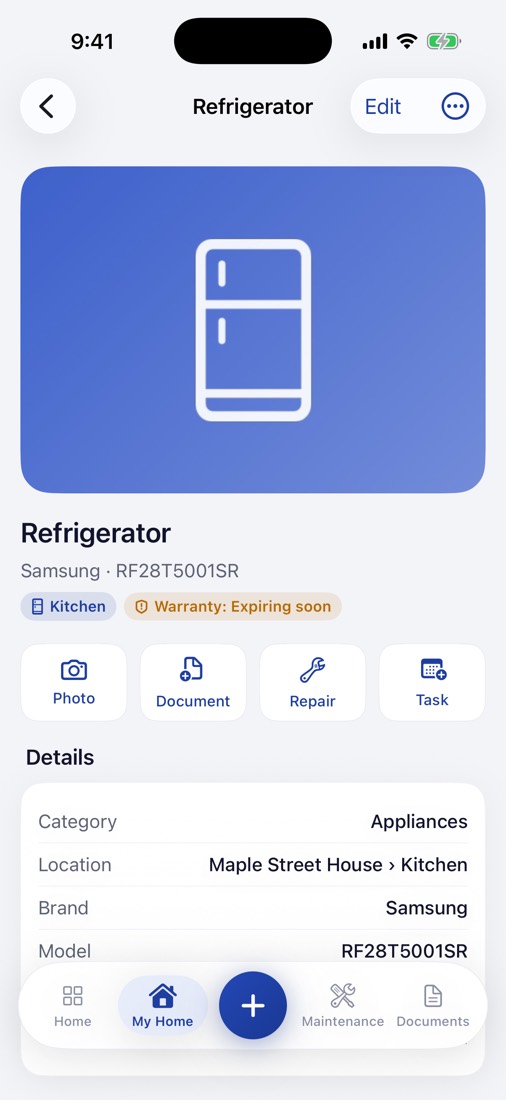 9:41
Refrigerator
Edit
Refrigerator
Samsung · RF28T5001SR
Kitchen
Warranty: Expiring soon
Photo
Document
Repair
Task
Details
Category Appliances
Location Maple Street House › Kitchen
Brand Samsung
Model RF28T5001SR
Home
My Home
Maintenance
Documents